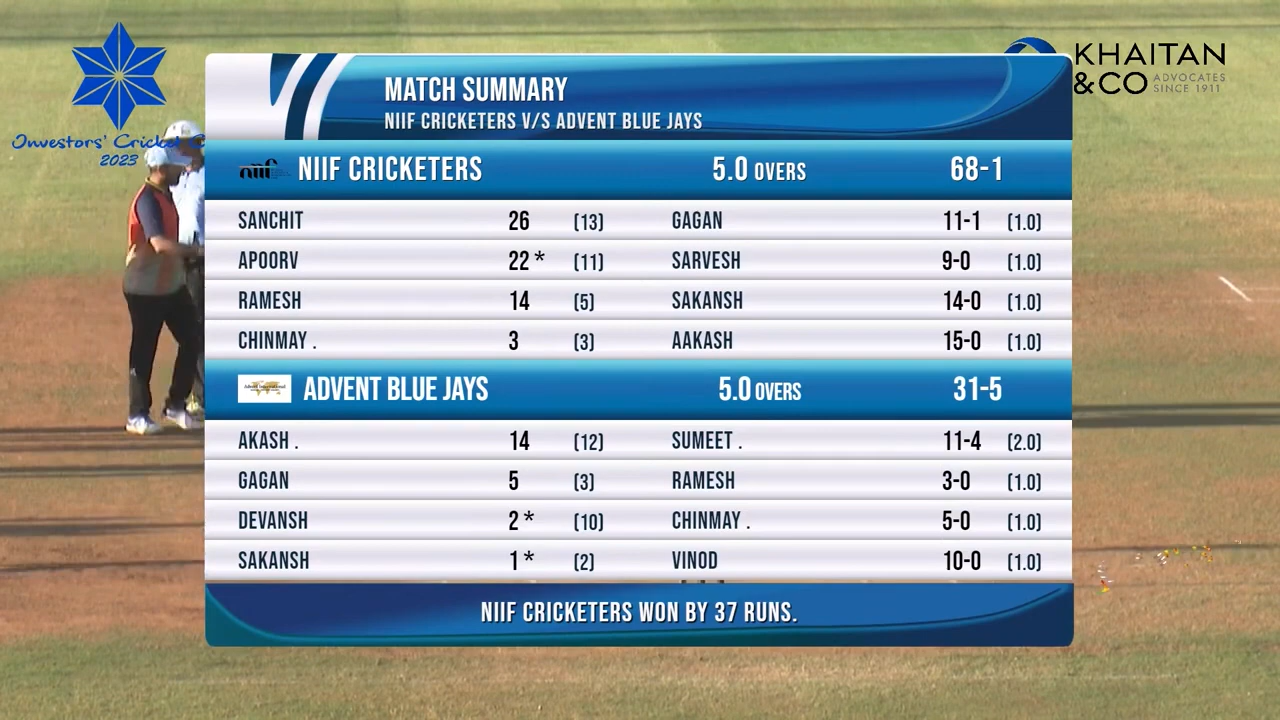 Investors' Cricket
2023
KHAITAN
&CO ADVOCATES
SINCE 1911
MATCH SUMMARY
NIIF CRICKETERS V/S ADVENT BLUE JAYS
niif NIIF CRICKETERS 5.0 OVERS 68-1
SANCHIT 26 (13) GAGAN 11-1 (1.0)
APOORV 22 * (11) SARVESH 9-0 (1.0)
RAMESH 14 (5) SAKANSH 14-0 (1.0)
CHINMAY . 3 (3) AAKASH 15-0 (1.0)
ADVENT BLUE JAYS 5.0 OVERS 31-5
AKASH . 14 (12) SUMEET . 11-4 (2.0)
GAGAN 5 (3) RAMESH 3-0 (1.0)
DEVANSH 2 * (10) CHINMAY . 5-0 (1.0)
SAKANSH 1 * (2) VINOD 10-0 (1.0)
NIIF CRICKETERS WON BY 37 RUNS.